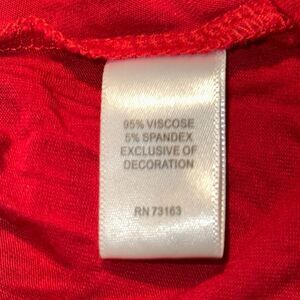 95% VISCOSE
5% SPANDEX
EXCLUSIVE OF
DECORATION
RN 73163